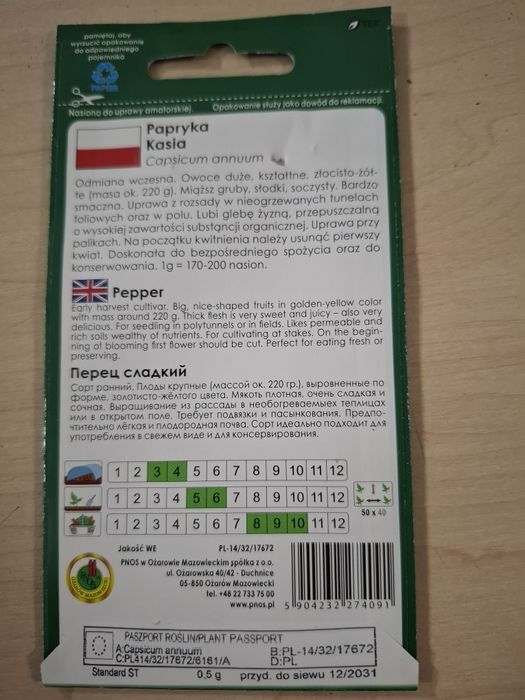 pamiętaj, aby
wyrzucić opakowanie
do odpowiedniego
pojemnika
PAPIER
Nasiona do uprawy amatorskiej. Opakowanie służy jako dowód do reklamacji.
Papryka
Kasia
Capsicum annuum
Odmiana wczesna. Owoce duże, kształtne, złocisto-żół-
te (masa ok. 220 g). Miąższ gruby, słodki, soczysty. Bardzo
smaczna. Uprawa z rozsady w nieogrzewanych tunelach
foliowych oraz w polu. Lubi glebę żyzną, przepuszczalną
o wysokiej zawartości substancji organicznej. Uprawa przy
palikach. Na początku kwitnienia należy usunąć pierwszy
kwiat. Doskonała do bezpośredniego spożycia oraz do
konserwowania. 1g = 170-200 nasion.
Pepper
Early harvest cultivar. Big, nice-shaped fruits in golden-yellow color
with mass around 220 g. Thick flesh is very sweet and juicy – also very
delicious. For seedling in polytunnels or in fields. Likes permeable and
rich soils wealthy of nutrients. For cultivating at stakes. On the begin-
ning of blooming first flower should be cut. Perfect for eating fresh or
preserving.
Перец сладкий
Сорт ранний. Плоды крупные (массой ок. 220 гр.), выровненные по
форме, золотисто-жёлтого цвета. Мякоть плотная, очень сладкая и
сочная. Выращивание из рассады в необогреваемых теплицах
или в открытом поле. Требует подвязки и пасынкования. Предпо-
чтительно лёгкая и плодородная почва. Сорт идеально подходит для
употребления в свежем виде и для консервирования.
1 2 3 4 5 6 7 8 9 10 11 12
1 2 3 4 5 6 7 8 9 10 11 12
1 2 3 4 5 6 7 8 9 10 11 12
50 x 40
Jakość WE PL-14/32/17672
PNOS w Ożarowie Mazowieckim spółka z o.o.
ul. Ożarowska 40/42 - Duchnice
05-850 Ożarów Mazowiecki
tel. +48 22 733 75 00
www.pnos.pl
OŻARÓW MAZOWIECKI
5 904232 274091
PASZPORT ROŚLIN/PLANT PASSPORT
A:Capsicum annuum B:PL-14/32/17672
C:PL414/32/17672/6161/A D:PL
Standard ST 0,5 g przyd. do siewu 12/2031